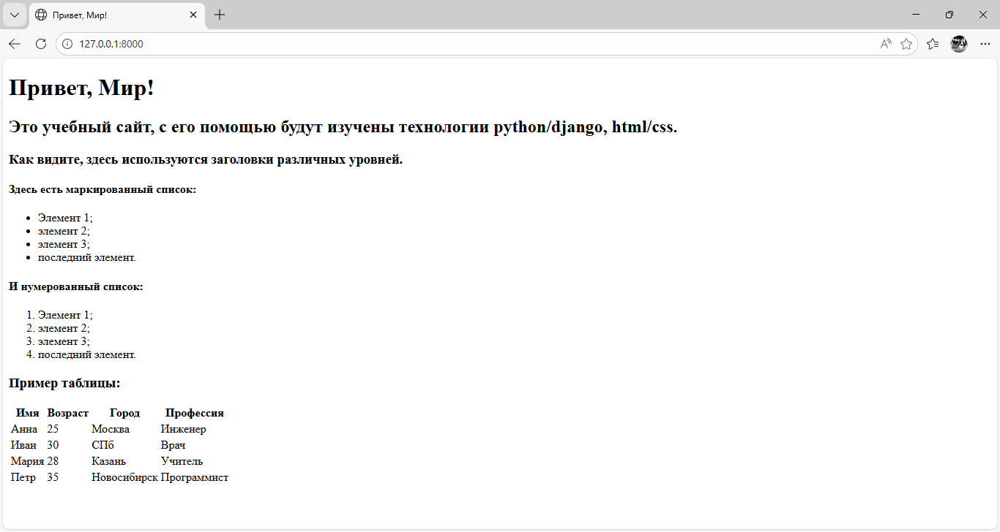 Привет, Мир!
127.0.0.1:8000
Привет, Мир!
Это учебный сайт, с его помощью будут изучены технологии python/django, html/css.
Как видите, здесь используются заголовки различных уровней.
Здесь есть маркированный список:
• Элемент 1;
• элемент 2;
• элемент 3;
• последний элемент.
И нумерованный список:
1. Элемент 1;
2. элемент 2;
3. элемент 3;
4. последний элемент.
Пример таблицы:
Имя Возраст Город Профессия
Анна 25 Москва Инженер
Иван 30 СПб Врач
Мария 28 Казань Учитель
Петр 35 Новосибирск Программист